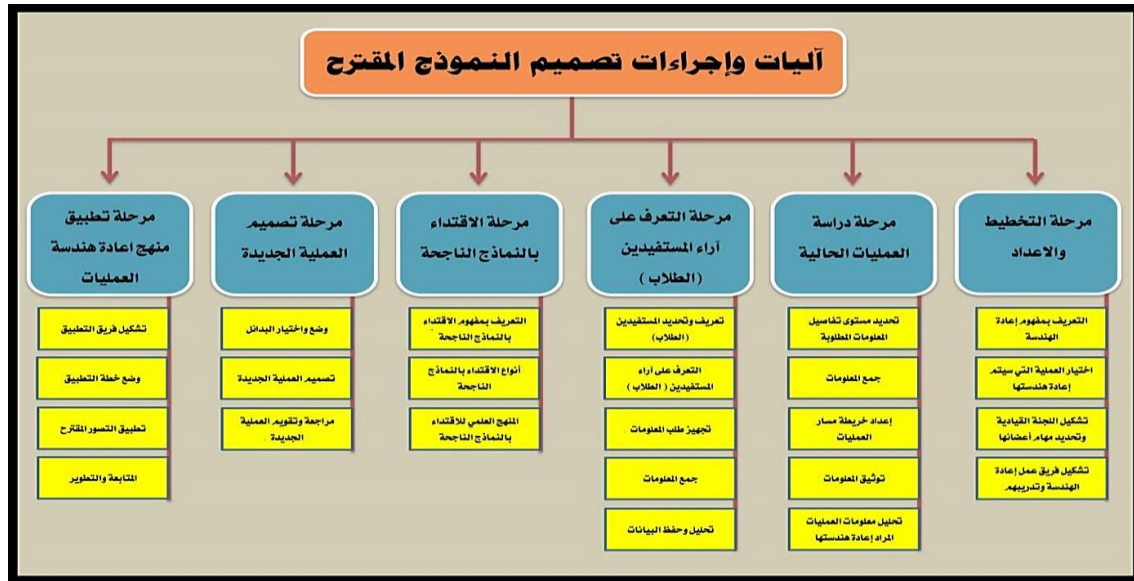 آليات وإجراءات تصميم النموذج المقترح
مرحلة التخطيط
والاعداد
التعريف بمفهوم إعادة
الهندسة
اختيار العملية التي سيتم
إعادة هندستها
تشكيل اللجنة القيادية
وتحديد مهام أعضائها
تشكيل فريق عمل إعادة
الهندسة وتدريبهم
مرحلة دراسة
العمليات الحالية
تحديد مستوى تفاصيل
المعلومات المطلوبة
جمع المعلومات
إعداد خريطة مسار
العمليات
توثيق المعلومات
تحليل معلومات العمليات
المراد إعادة هندستها
مرحلة التعرف على
آراء المستفيدين
(الطلاب )
تعريف وتحديد المستفيدين
(الطلاب)
التعرف على آراء
المستفيدين ( الطلاب )
تجهيز طلب المعلومات
جمع المعلومات
تحليل وحفظ البيانات
مرحلة الاقتداء
بالنماذج الناجحة
التعريف بمفهوم الاقتداء
بالنماذج الناجحة
أنواع الاقتداء بالنماذج
الناجحة
المنهج العلمي للاقتداء
بالنماذج الناجحة
مرحلة تصميم
العملية الجديدة
وضع واختيار البدائل
تصميم العملية الجديدة
مراجعة وتقويم العملية
الجديدة .
مرحلة تطبيق
منهج اعادة هندسة
العمليات
تشكيل فريق التطبيق
وضع خطة التطبيق
تطبيق التصور المقترح
المتابعة والتطوير